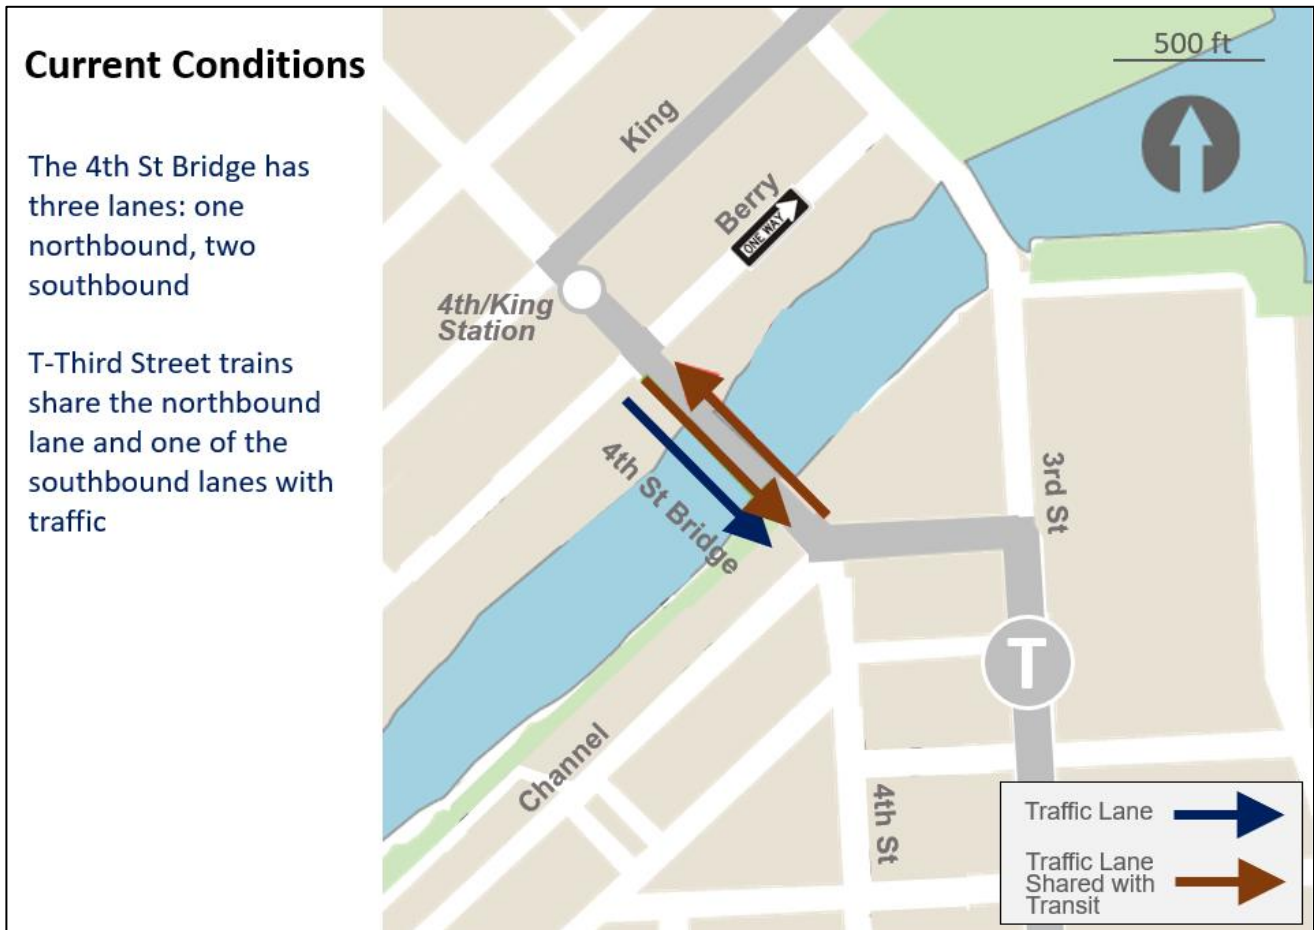 Current Conditions
The 4th St Bridge has
three lanes: one
northbound, two
southbound
T-Third Street trains
share the northbound
lane and one of the
southbound lanes with
traffic
500 ft
King
Berry
ONE WAY
4th/King
Station
4th St Bridge
3rd St
T
Channel
4th St
Traffic Lane
Traffic Lane
Shared with
Transit